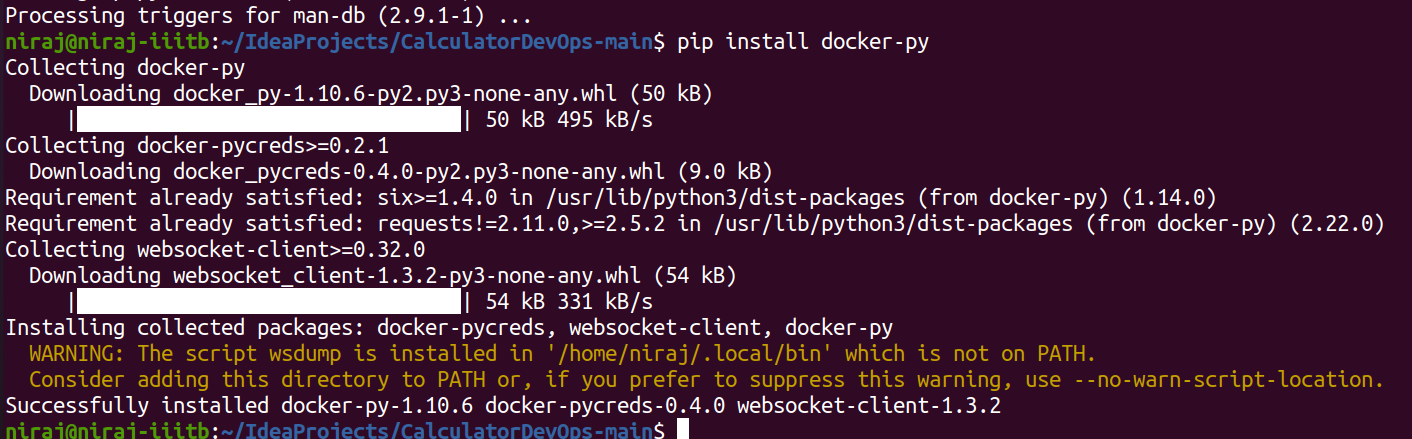 Processing triggers for man-db (2.9.1-1) ...
niraj@niraj-iiitb:~/IdeaProjects/CalculatorDevOps-main$ pip install docker-py
Collecting docker-py
  Downloading docker_py-1.10.6-py2.py3-none-any.whl (50 kB)
     |████████████████████████████████| 50 kB 495 kB/s
Collecting docker-pycreds>=0.2.1
  Downloading docker_pycreds-0.4.0-py2.py3-none-any.whl (9.0 kB)
Requirement already satisfied: six>=1.4.0 in /usr/lib/python3/dist-packages (from docker-py) (1.14.0)
Requirement already satisfied: requests!=2.11.0,>=2.5.2 in /usr/lib/python3/dist-packages (from docker-py) (2.22.0)
Collecting websocket-client>=0.32.0
  Downloading websocket_client-1.3.2-py3-none-any.whl (54 kB)
     |████████████████████████████████| 54 kB 331 kB/s
Installing collected packages: docker-pycreds, websocket-client, docker-py
  WARNING: The script wsdump is installed in '/home/niraj/.local/bin' which is not on PATH.
  Consider adding this directory to PATH or, if you prefer to suppress this warning, use --no-warn-script-location.
Successfully installed docker-py-1.10.6 docker-pycreds-0.4.0 websocket-client-1.3.2
niraj@niraj-iiitb:~/IdeaProjects/CalculatorDevOps-main$